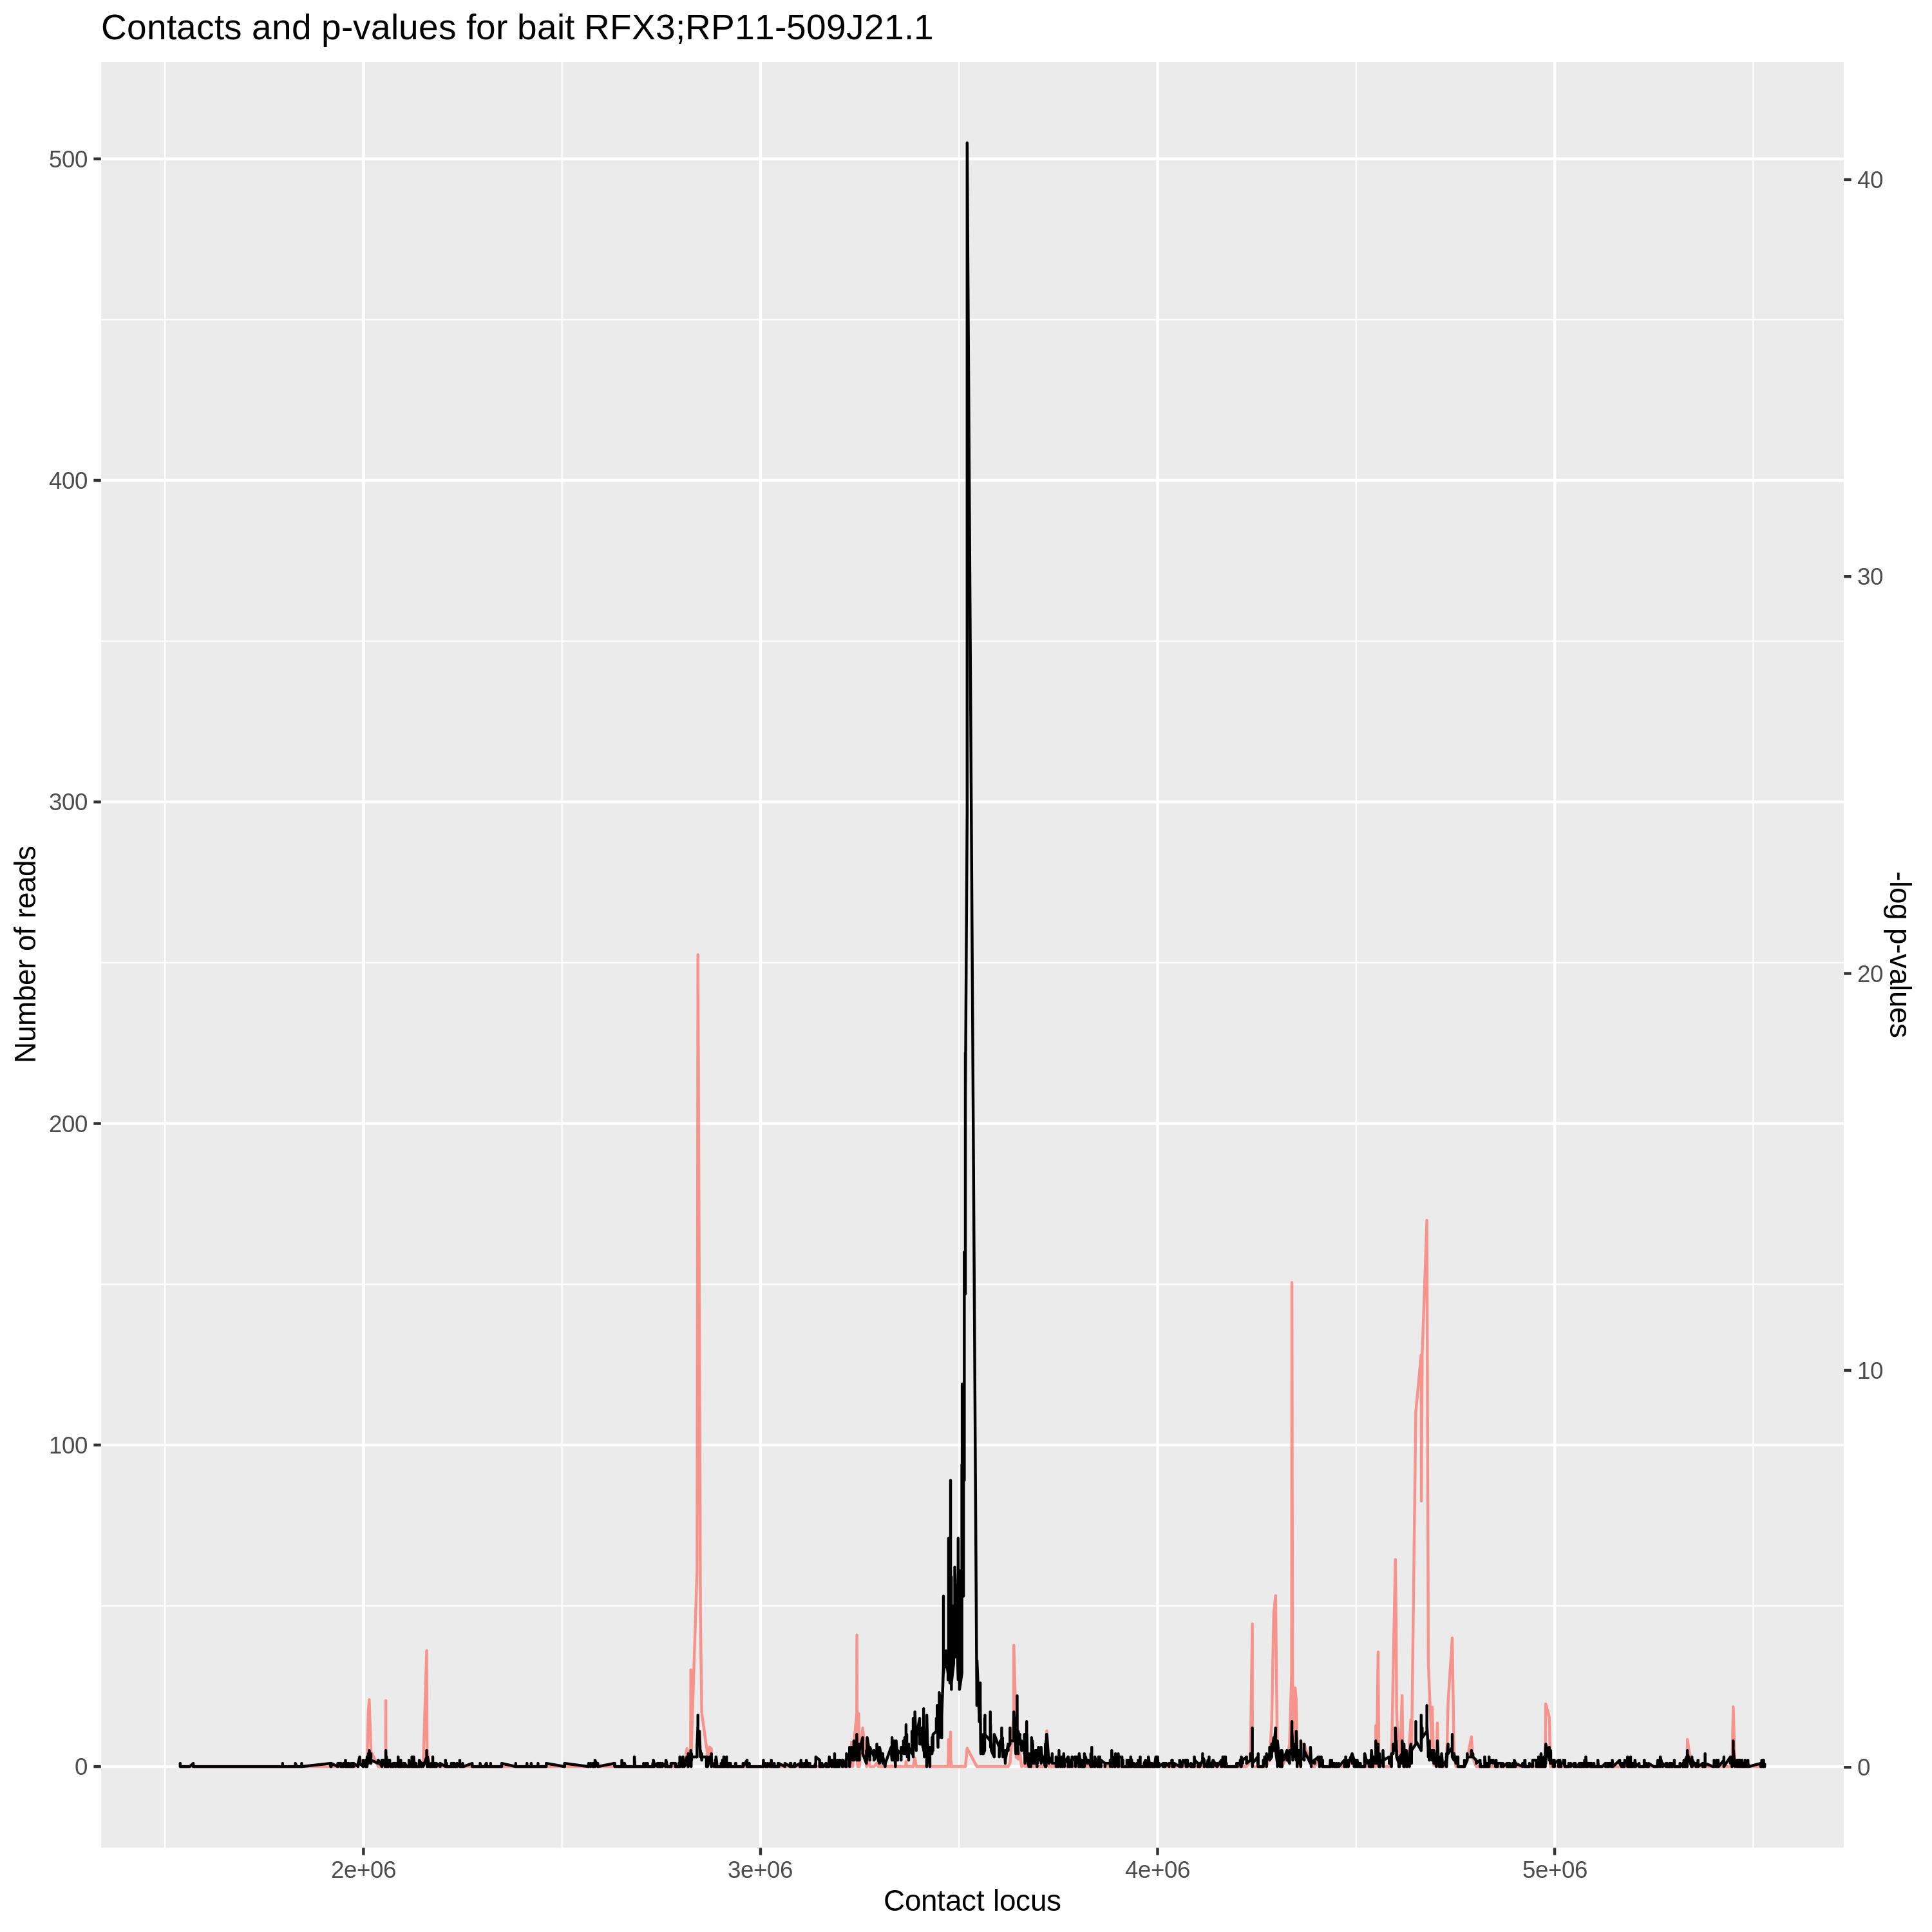 Contacts and p-values for bait RFX3;RP11-509J21.1
500
400
300
200
100
0
Number of reads
40
30
20
10
0
-log p-values
2e+06
3e+06
4e+06
5e+06
Contact locus